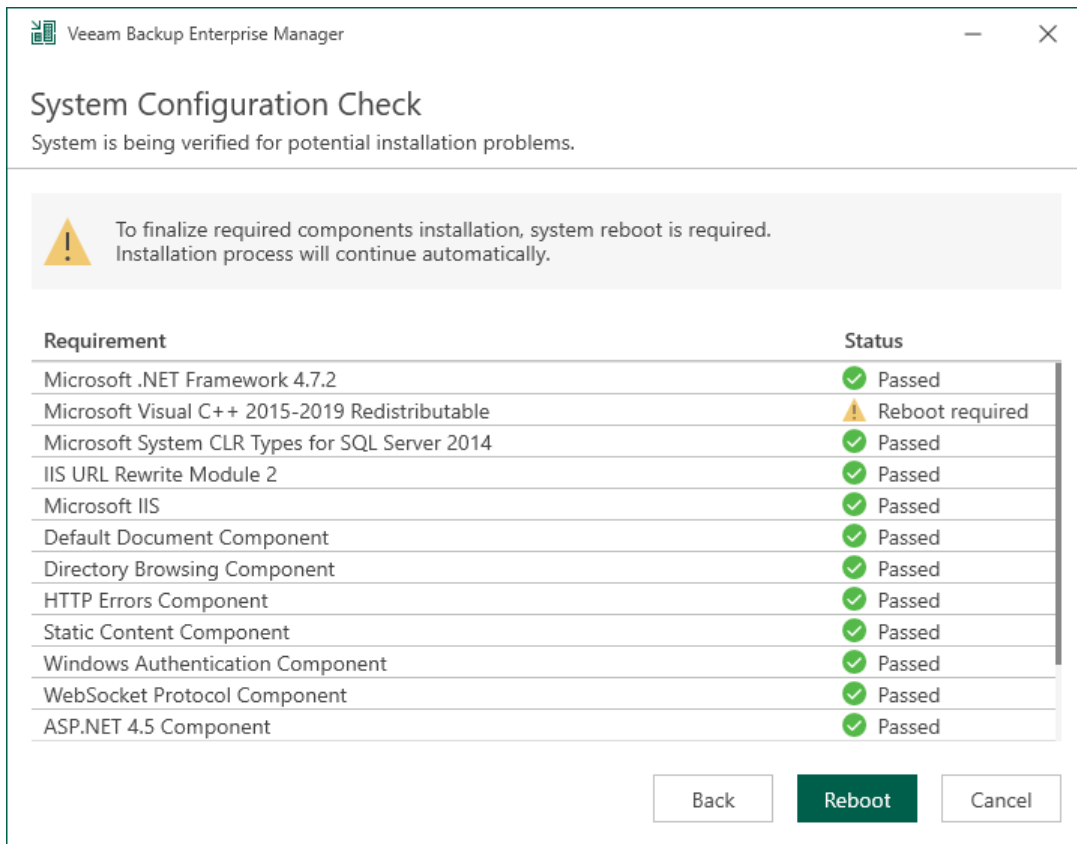 Veeam Backup Enterprise Manager
System Configuration Check
System is being verified for potential installation problems.
To finalize required components installation, system reboot is required.
Installation process will continue automatically.
Requirement Status
Microsoft .NET Framework 4.7.2 Passed
Microsoft Visual C++ 2015-2019 Redistributable Reboot required
Microsoft System CLR Types for SQL Server 2014 Passed
IIS URL Rewrite Module 2 Passed
Microsoft IIS Passed
Default Document Component Passed
Directory Browsing Component Passed
HTTP Errors Component Passed
Static Content Component Passed
Windows Authentication Component Passed
WebSocket Protocol Component Passed
ASP.NET 4.5 Component Passed
Back Reboot Cancel